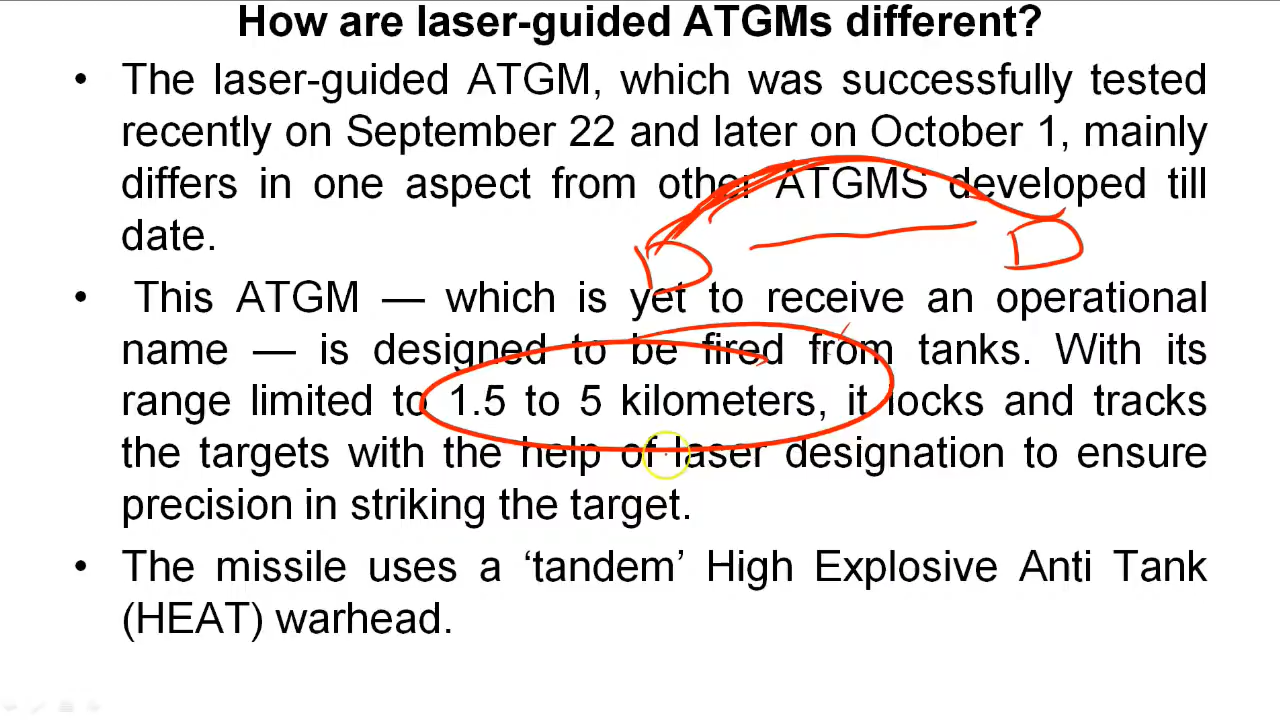 How are laser-guided ATGMs different?
• The laser-guided ATGM, which was successfully tested
recently on September 22 and later on October 1, mainly
differs in one aspect from other ATGMS developed till
date.
• This ATGM — which is yet to receive an operational
name — is designed to be fired from tanks. With its
range limited to 1.5 to 5 kilometers, it locks and tracks
the targets with the help of laser designation to ensure
precision in striking the target.
• The missile uses a ‘tandem’ High Explosive Anti Tank
(HEAT) warhead.